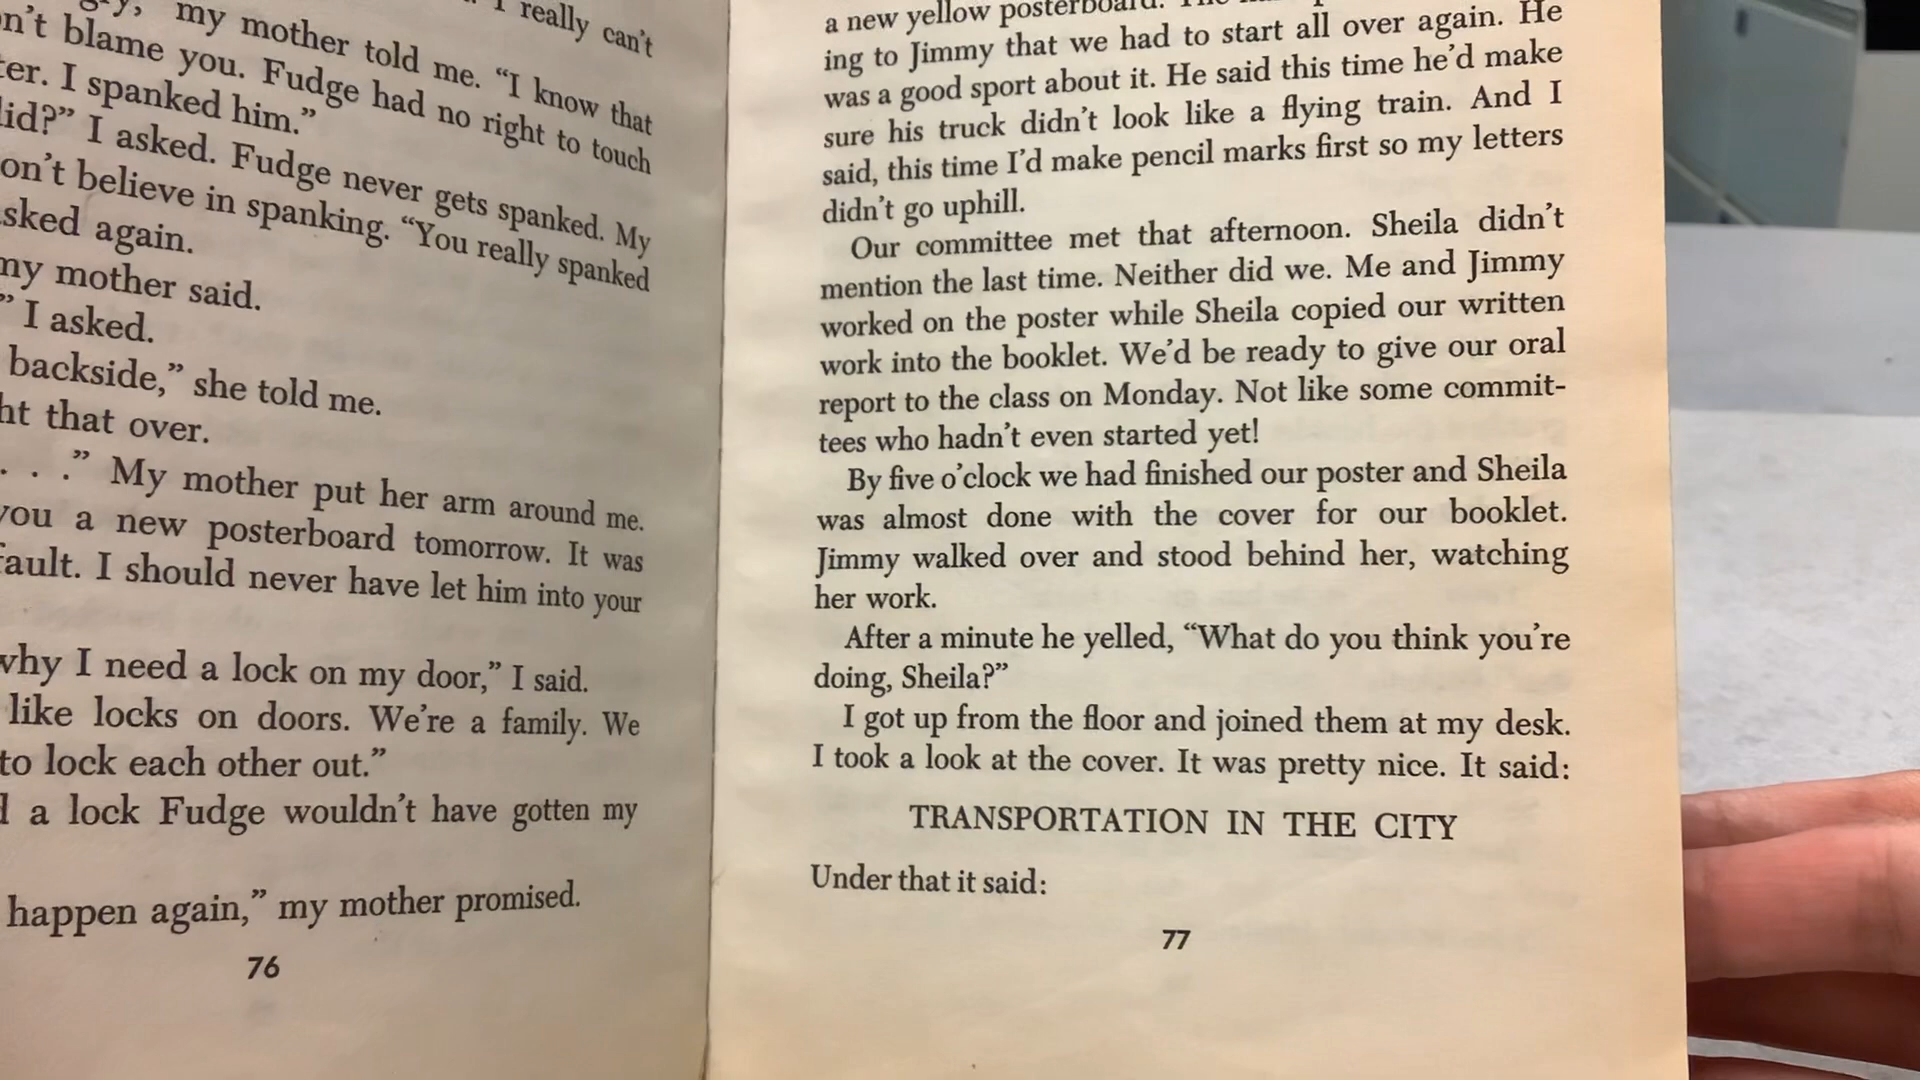 I really can't
my mother told me. "I know that
n't blame you. Fudge had no right to touch
er. I spanked him."
lid?" I asked. Fudge never gets spanked. My
on't believe in spanking. "You really spanked
sked again.
my mother said.
" I asked.
backside," she told me.
ht that over.
. . ." My mother put her arm around me.
you a new posterboard tomorrow. It was
fault. I should never have let him into your
why I need a lock on my door," I said.
like locks on doors. We're a family. We
to lock each other out."
a lock Fudge wouldn't have gotten my
happen again," my mother promised.
76
a new yellow posterboard.
ing to Jimmy that we had to start all over again. He
was a good sport about it. He said this time he'd make
sure his truck didn't look like a flying train. And I
said, this time I'd make pencil marks first so my letters
didn't go uphill.
Our committee met that afternoon. Sheila didn't
mention the last time. Neither did we. Me and Jimmy
worked on the poster while Sheila copied our written
work into the booklet. We'd be ready to give our oral
report to the class on Monday. Not like some commit-
tees who hadn't even started yet!
By five o'clock we had finished our poster and Sheila
was almost done with the cover for our booklet.
Jimmy walked over and stood behind her, watching
her work.
After a minute he yelled, "What do you think you're
doing, Sheila?"
I got up from the floor and joined them at my desk.
I took a look at the cover. It was pretty nice. It said:
TRANSPORTATION IN THE CITY
Under that it said:
77